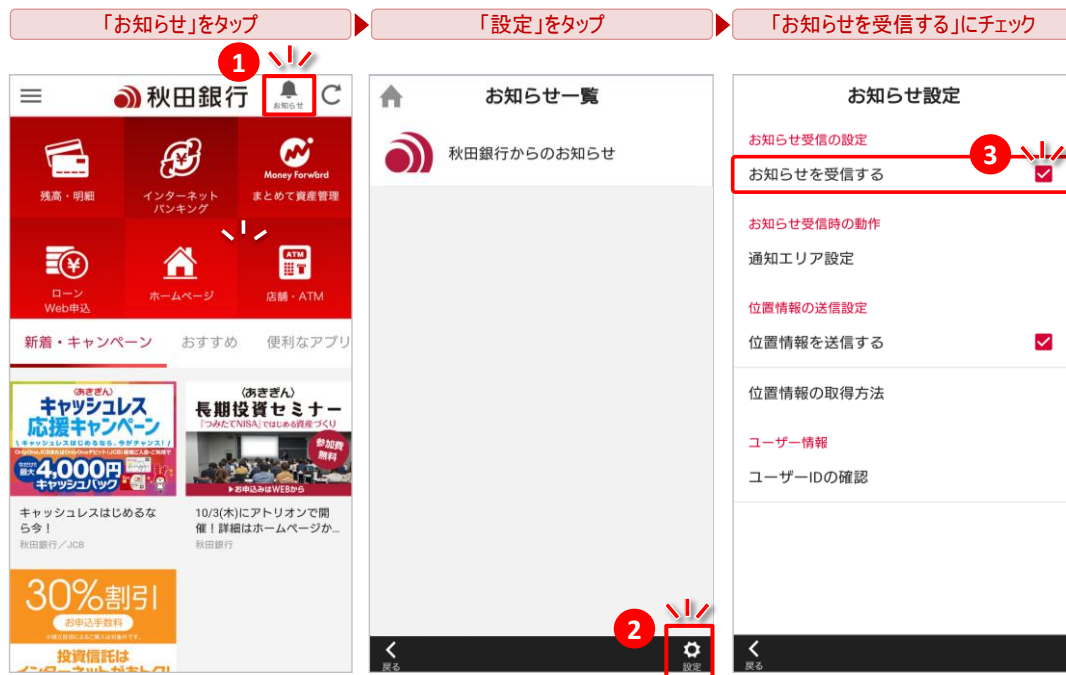 「お知らせ」をタップ
「設定」をタップ
「お知らせを受信する」にチェック
1
秋田銀行
お知らせ
残高・明細
インターネット
バンキング
Money Forward
まとめて資産管理
ローン
Web申込
ホームページ
ATM
店舗・ATM
新着・キャンペーン
おすすめ
便利なアプリ
〈あきぎん〉
キャッシュレス
応援キャンペーン
\キャッシュレスはじめるなら、今がチャンス!/
最大4,000円
キャッシュバック
キャッシュレスはじめるな
ら今!
秋田銀行/JCB
〈あきぎん〉
長期投資セミナー
「つみたてNISA」ではじめる資産づくり
参加費
無料
▶お申込みはWEBから
10/3(木)にアトリオンで開
催!詳細はホームページか…
秋田銀行
30%割引
お申込手数料
投資信託は
インターネットがおトク!
お知らせ一覧
秋田銀行からのお知らせ
2
戻る
設定
お知らせ設定
お知らせ受信の設定
3
お知らせを受信する
お知らせ受信時の動作
通知エリア設定
位置情報の送信設定
位置情報を送信する
位置情報の取得方法
ユーザー情報
ユーザーIDの確認
戻る